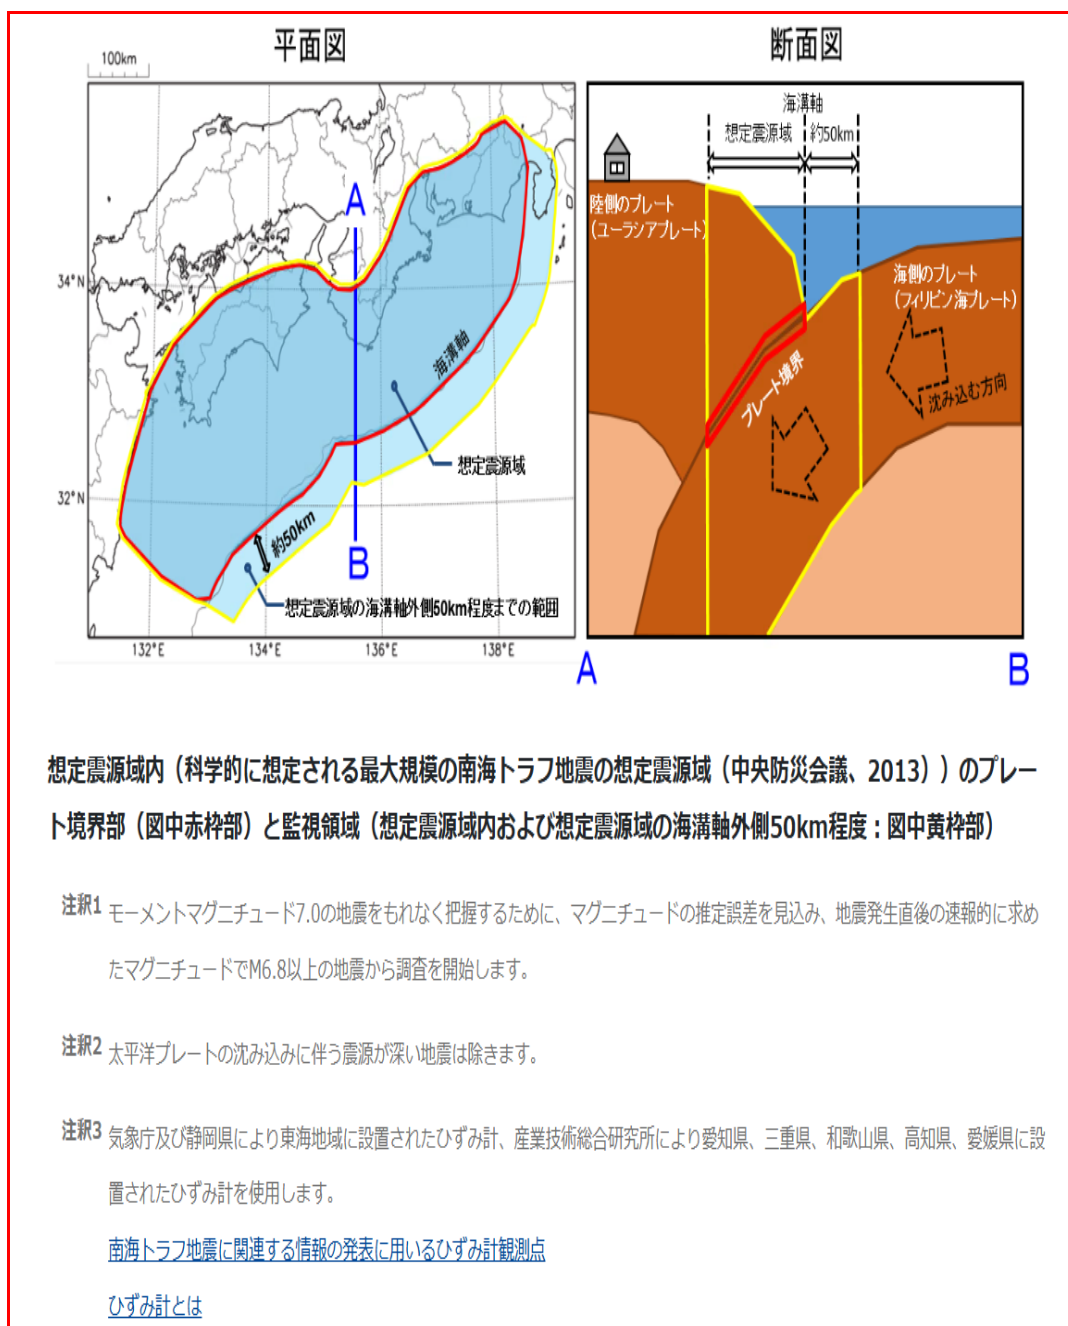 平面図
100km
A
34°N
海溝軸
想定震源域
32°N
約50km
B
想定震源域の海溝軸外側50km程度までの範囲
132°E 134°E 136°E 138°E
断面図
海溝軸
想定震源域 約50km
陸側のプレート
(ユーラシアプレート)
海側のプレート
(フィリピン海プレート)
プレート境界
沈み込む方向
A B
想定震源域内（科学的に想定される最大規模の南海トラフ地震の想定震源域（中央防災会議、2013））のプレー
ト境界部（図中赤枠部）と監視領域（想定震源域内および想定震源域の海溝軸外側50km程度：図中黄枠部）
注釈1 モーメントマグニチュード7.0の地震をもれなく把握するために、マグニチュードの推定誤差を見込み、地震発生直後の速報的に求め
たマグニチュードでM6.8以上の地震から調査を開始します。
注釈2 太平洋プレートの沈み込みに伴う震源が深い地震は除きます。
注釈3 気象庁及び静岡県により東海地域に設置されたひずみ計、産業技術総合研究所により愛知県、三重県、和歌山県、高知県、愛媛県に設
置されたひずみ計を使用します。
南海トラフ地震に関連する情報の発表に用いるひずみ計観測点
ひずみ計とは